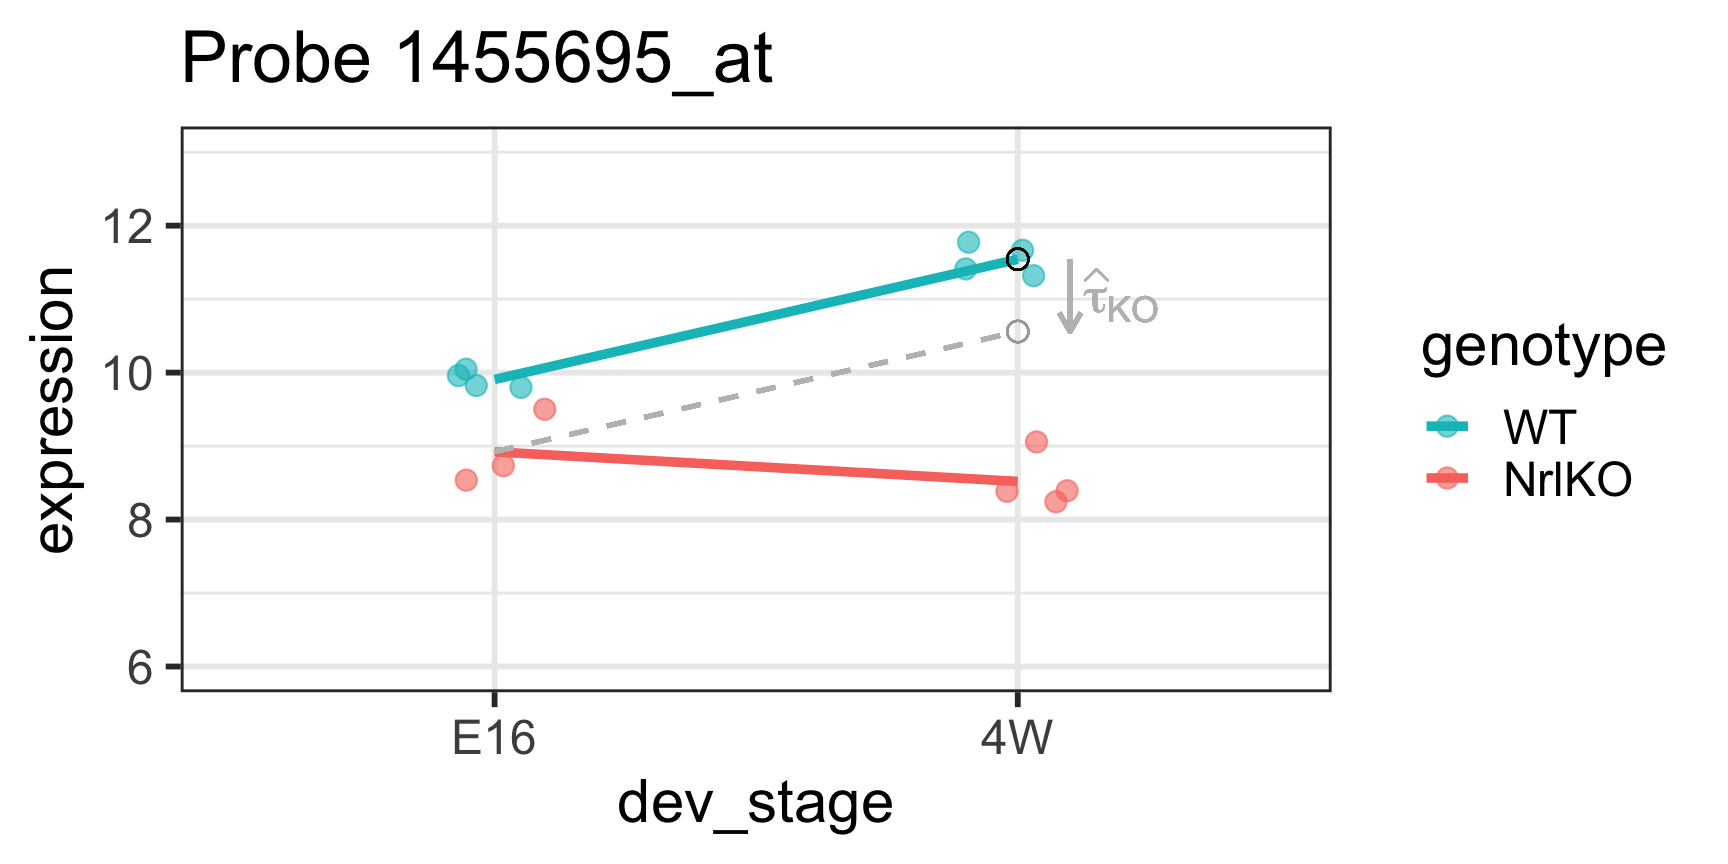 Probe 1455695_at
expression
12
10
8
6
τ̂KO
E16
4W
dev_stage
genotype
WT
NrlKO